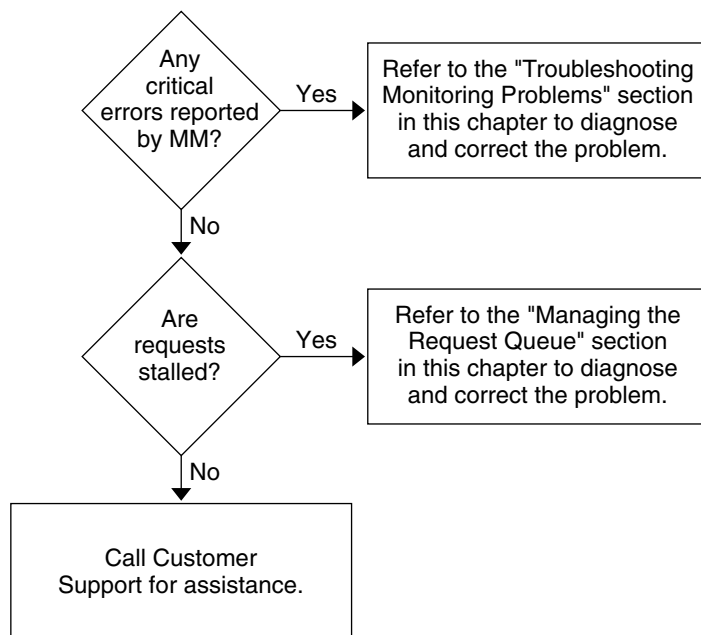 Any
critical
errors reported
by MM?
Yes
Refer to the "Troubleshooting
Monitoring Problems" section
in this chapter to diagnose
and correct the problem.
No
Are
requests
stalled?
Yes
Refer to the "Managing the
Request Queue" section
in this chapter to diagnose
and correct the problem.
No
Call Customer
Support for assistance.